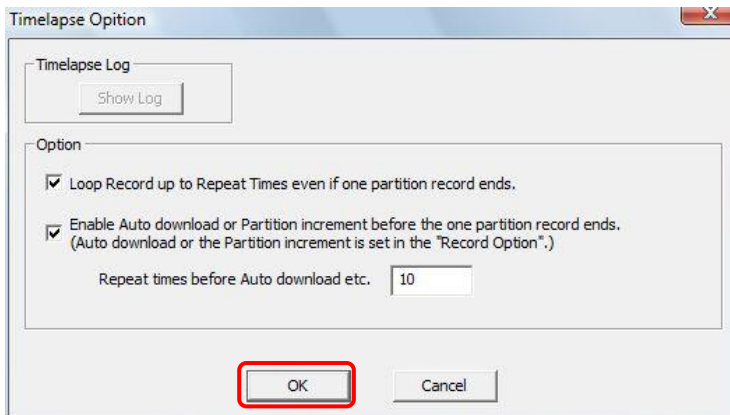 Timelapse Opition
Timelapse Log
Show Log
Option
Loop Record up to Repeat Times even if one partition record ends.
Enable Auto download or Partition increment before the one partition record ends.
(Auto download or the Partition increment is set in the "Record Option".)
Repeat times before Auto download etc. 10
OK Cancel